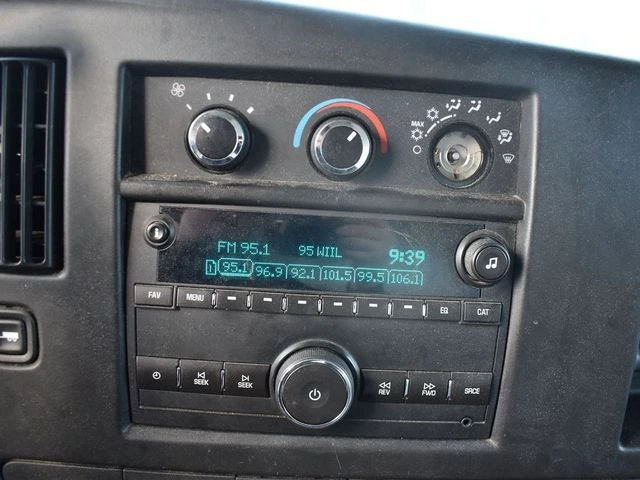 MAX
FM 95.1 95 WIIL 9:39
1 95.1 96.9 92.1 101.5 99.5 106.1
FAV MENU EQ CAT
SEEK SEEK REV FWD SRCE